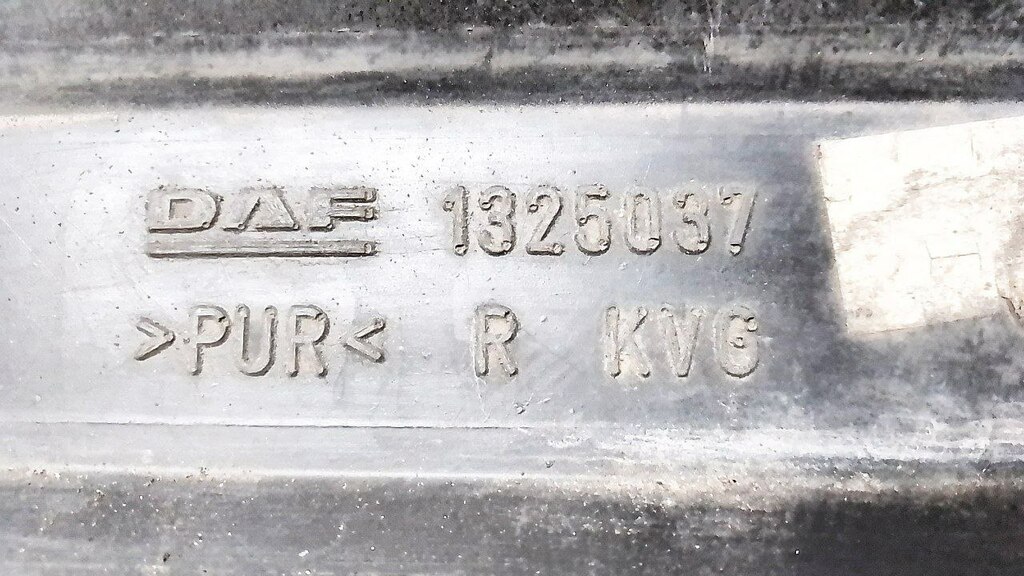 DAF 1325037
>PUR< R KVG